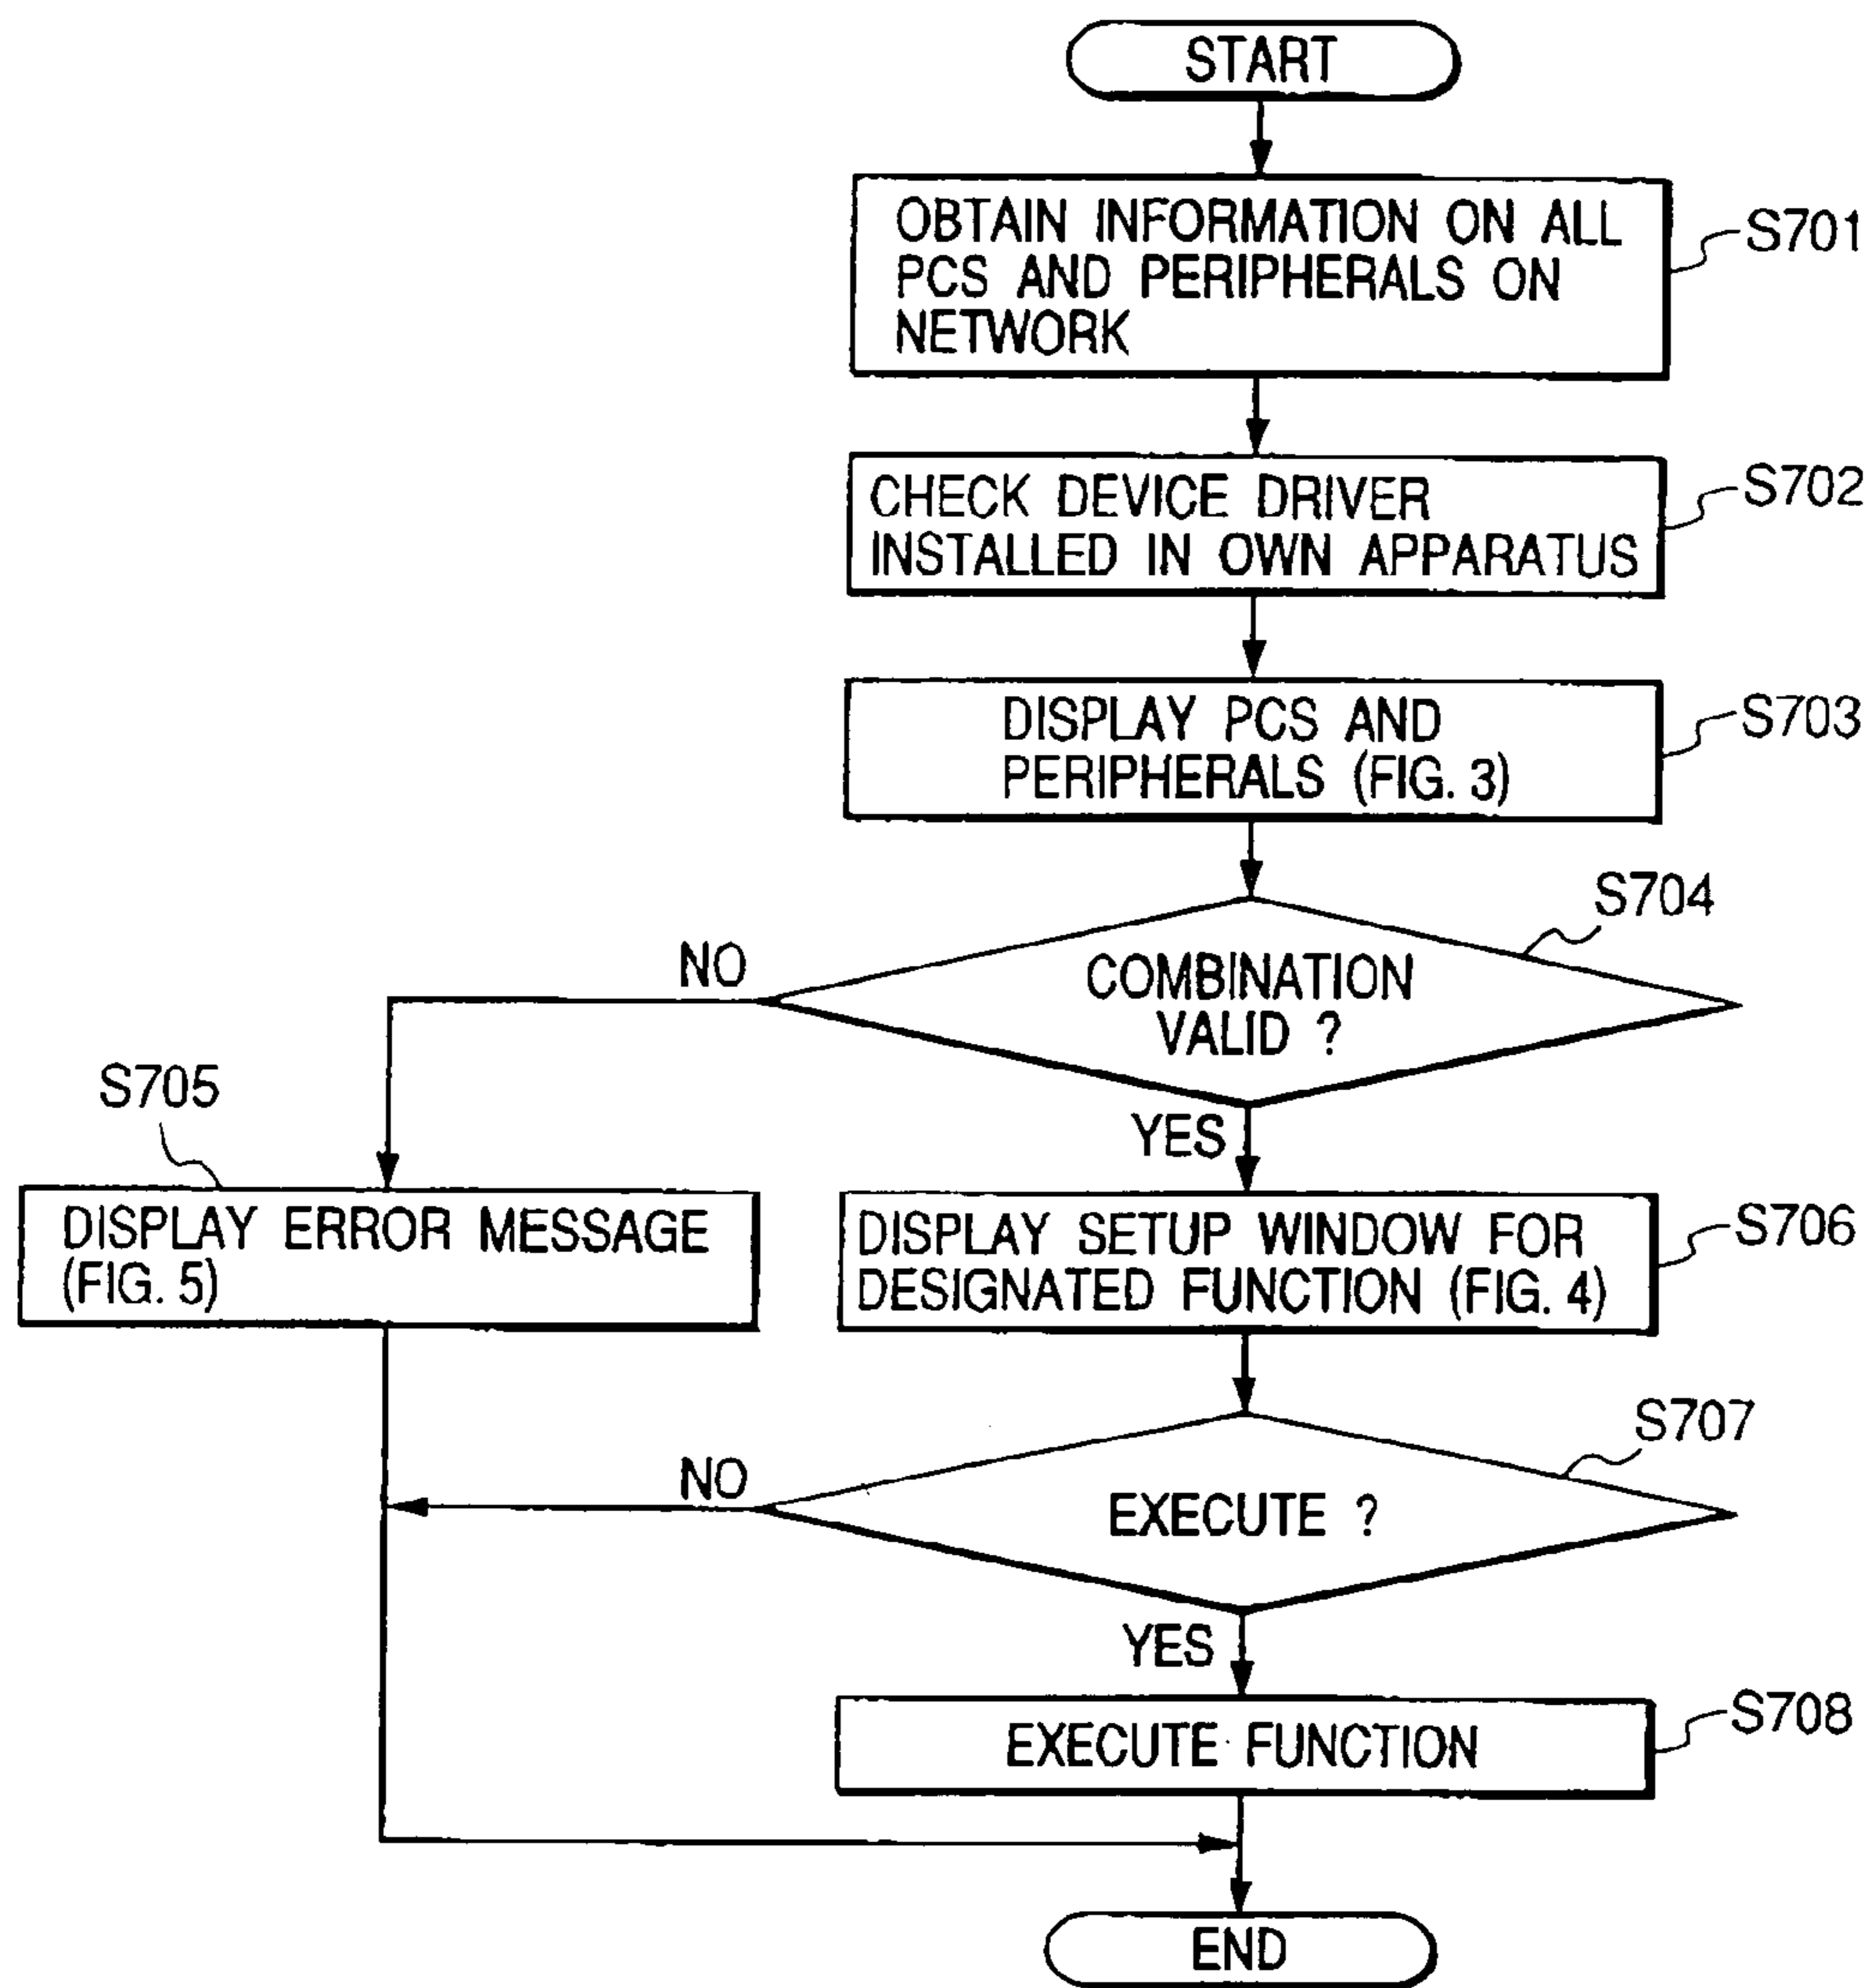 START
OBTAIN INFORMATION ON ALL
PCS AND PERIPHERALS ON
NETWORK
S701
CHECK DEVICE DRIVER
INSTALLED IN OWN APPARATUS
S702
DISPLAY PCS AND
PERIPHERALS (FIG. 3)
S703
S704
COMBINATION
VALID ?
NO
YES
S705
DISPLAY ERROR MESSAGE
(FIG. 5)
DISPLAY SETUP WINDOW FOR
DESIGNATED FUNCTION (FIG. 4)
S706
S707
NO
EXECUTE ?
YES
EXECUTE FUNCTION
S708
END